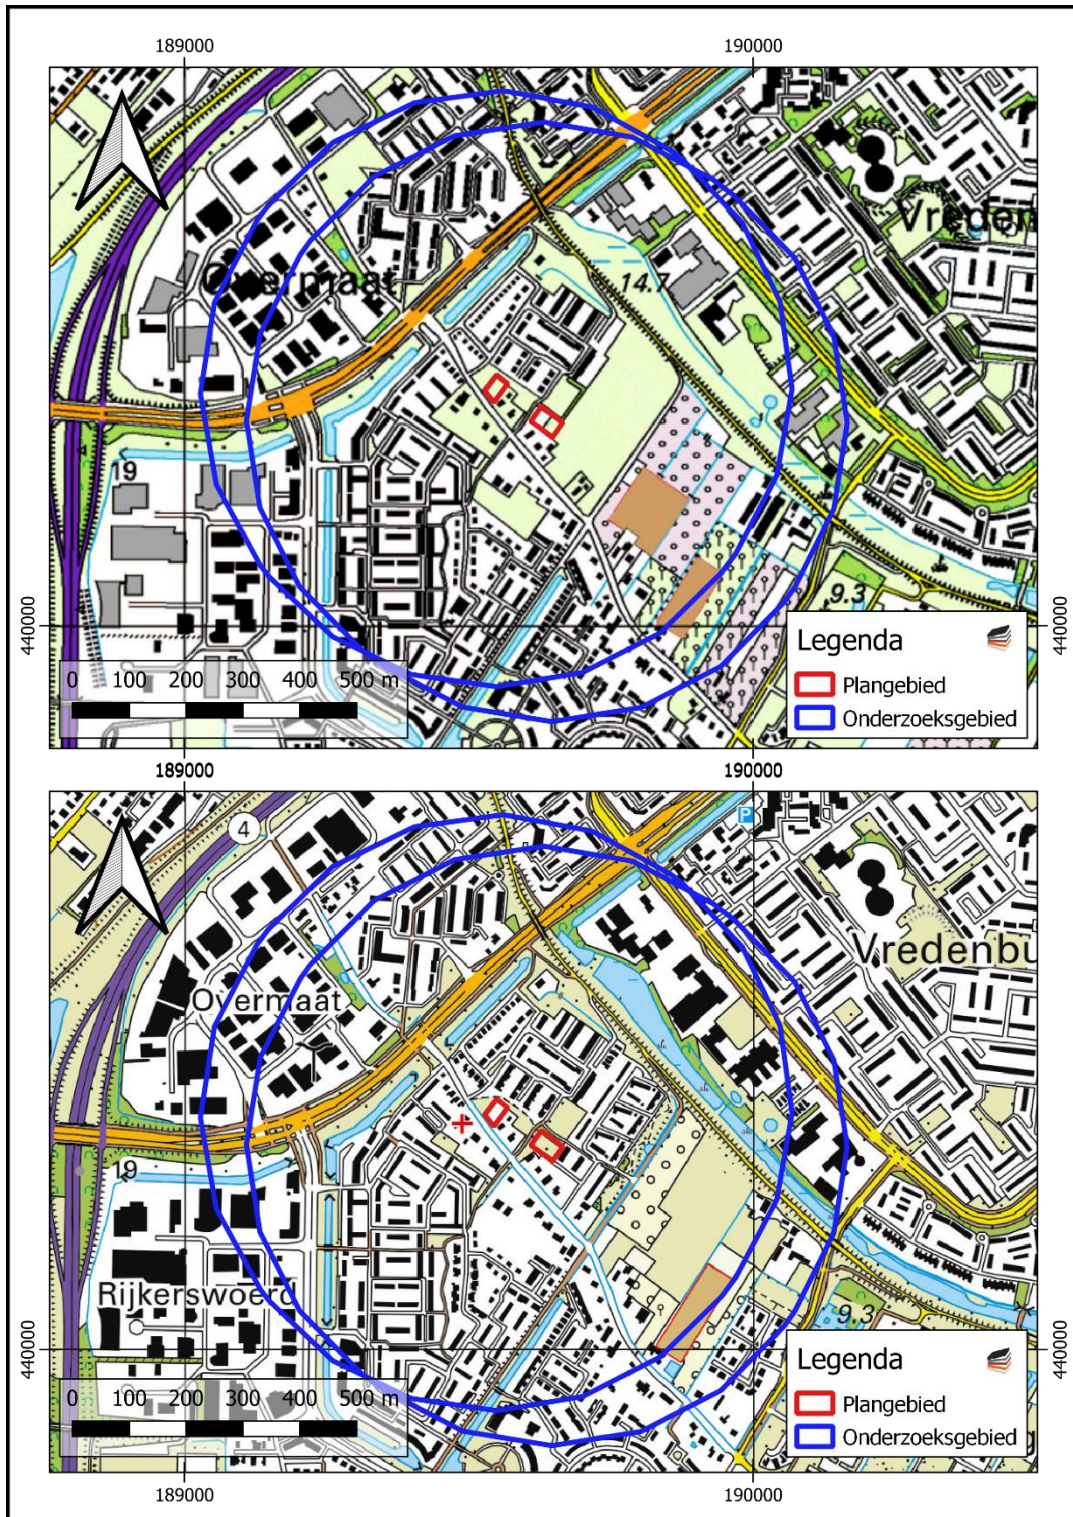 189000
190000
Vreden
Overmaat
14.7
19
9.3
440000
440000
0 100 200 300 400 500 m
Legenda
Plangebied
Onderzoeksgebied
189000
190000
4
P
Vredenbu
Overmaat
19
Rijkerswoerd
9.3
440000
440000
0 100 200 300 400 500 m
Legenda
Plangebied
Onderzoeksgebied
189000
190000